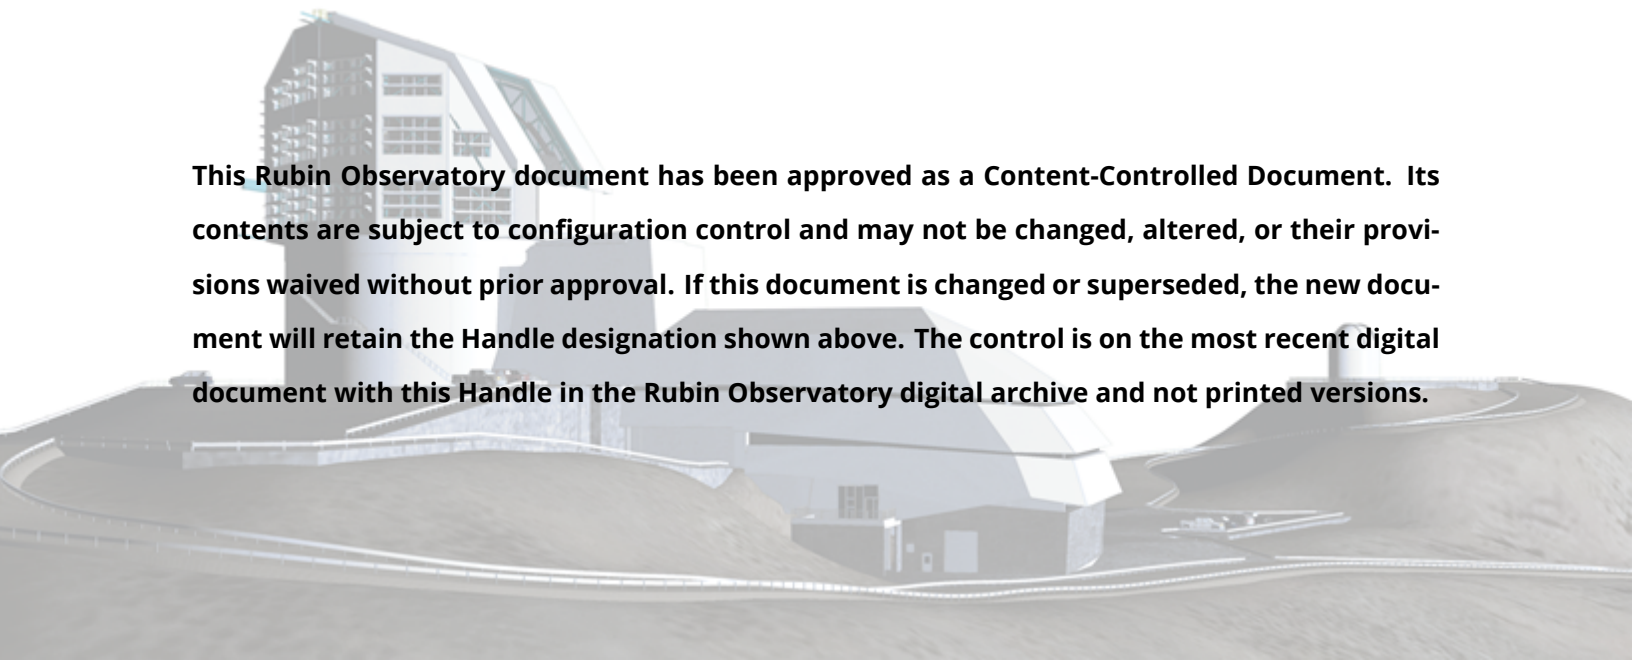 This Rubin Observatory document has been approved as a Content-Controlled Document. Its
contents are subject to configuration control and may not be changed, altered, or their provi-
sions waived without prior approval. If this document is changed or superseded, the new docu-
ment will retain the Handle designation shown above. The control is on the most recent digital
document with this Handle in the Rubin Observatory digital archive and not printed versions.